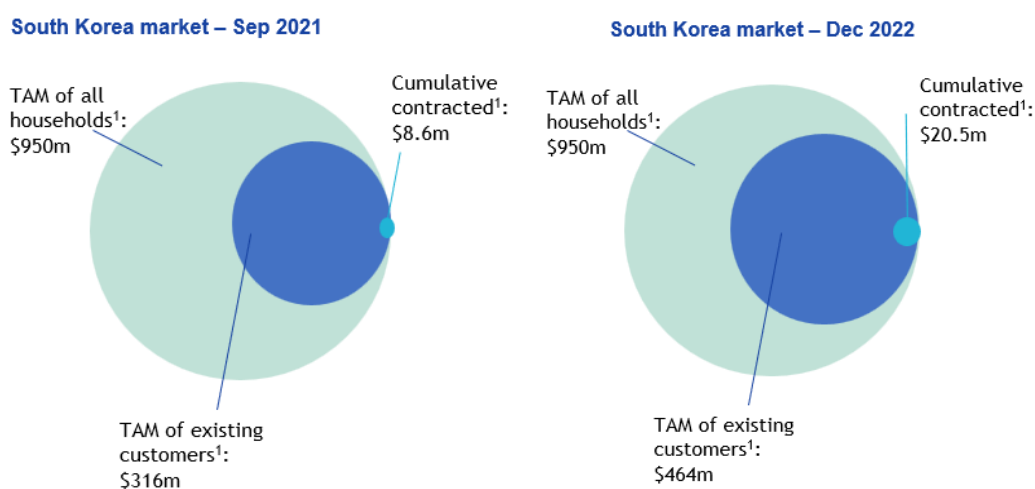 South Korea market – Sep 2021
TAM of all
households¹:
$950m
Cumulative
contracted¹:
$8.6m
TAM of existing
customers¹:
$316m
South Korea market – Dec 2022
TAM of all
households¹:
$950m
Cumulative
contracted¹:
$20.5m
TAM of existing
customers¹:
$464m